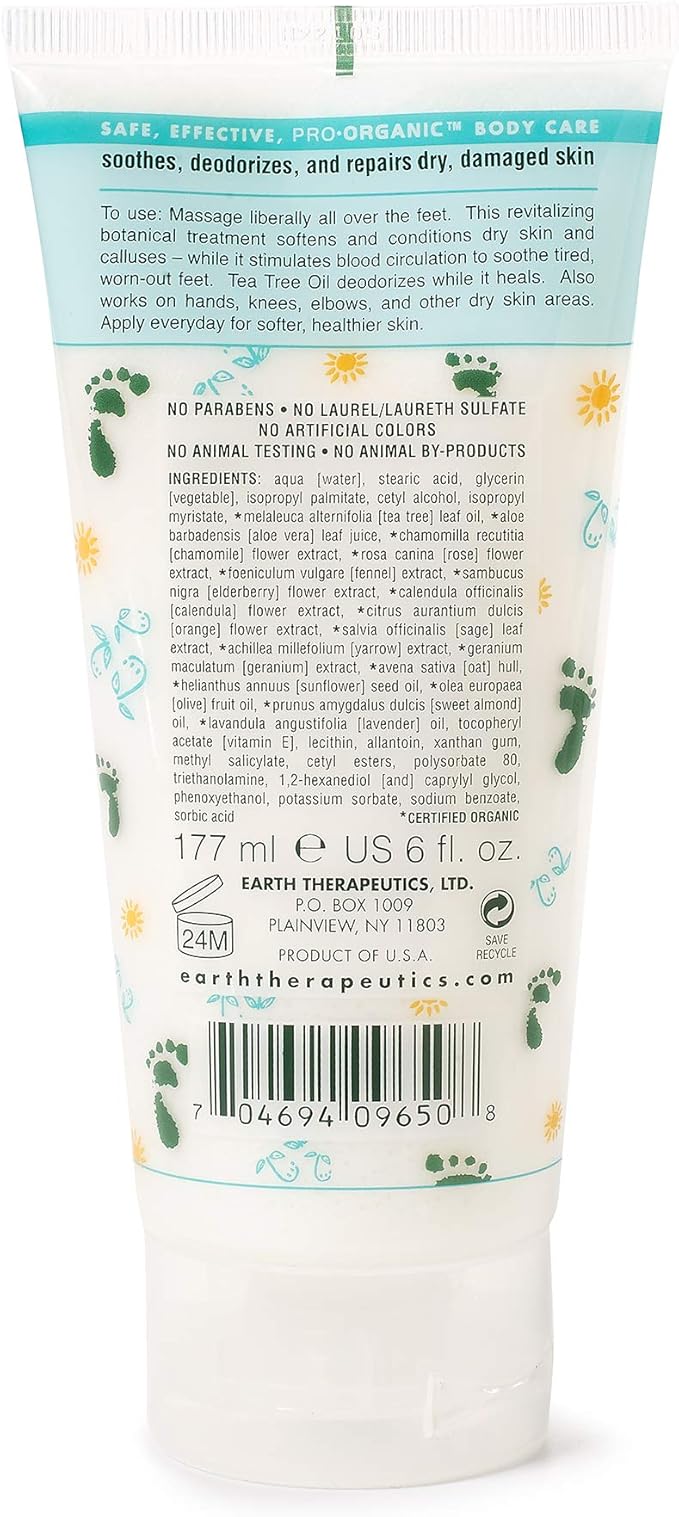 SAFE, EFFECTIVE, PRO•ORGANIC™ BODY CARE
soothes, deodorizes, and repairs dry, damaged skin
To use: Massage liberally all over the feet. This revitalizing
botanical treatment softens and conditions dry skin and
calluses – while it stimulates blood circulation to soothe tired,
worn-out feet. Tea Tree Oil deodorizes while it heals. Also
works on hands, knees, elbows, and other dry skin areas.
Apply everyday for softer, healthier skin.
NO PARABENS • NO LAUREL/LAURETH SULFATE
NO ARTIFICIAL COLORS
NO ANIMAL TESTING • NO ANIMAL BY-PRODUCTS
INGREDIENTS: aqua [water], stearic acid, glycerin
[vegetable], isopropyl palmitate, cetyl alcohol, isopropyl
myristate, *melaleuca alternifolia [tea tree] leaf oil, *aloe
barbadensis [aloe vera] leaf juice, *chamomilla recutitia
[chamomile] flower extract, *rosa canina [rose] flower
extract, *foeniculum vulgare [fennel] extract, *sambucus
nigra [elderberry] flower extract, *calendula officinalis
[calendula] flower extract, *citrus aurantium dulcis
[orange] flower extract, *salvia officinalis [sage] leaf
extract, *achillea millefolium [yarrow] extract, *geranium
maculatum [geranium] extract, *avena sativa [oat] hull,
*helianthus annuus [sunflower] seed oil, *olea europaea
[olive] fruit oil, *prunus amygdalus dulcis [sweet almond]
oil, *lavandula angustifolia [lavender] oil, tocopheryl
acetate [vitamin E], lecithin, allantoin, xanthan gum,
methyl salicylate, cetyl esters, polysorbate 80,
triethanolamine, 1,2-hexanediol [and] caprylyl glycol,
phenoxyethanol, potassium sorbate, sodium benzoate,
sorbic acid *CERTIFIED ORGANIC
177 ml e US 6 fl. oz.
EARTH THERAPEUTICS, LTD.
P.O. BOX 1009
PLAINVIEW, NY 11803
24M
SAVE
RECYCLE
PRODUCT OF U.S.A.
earththerapeutics.com
7 04694 09650 8